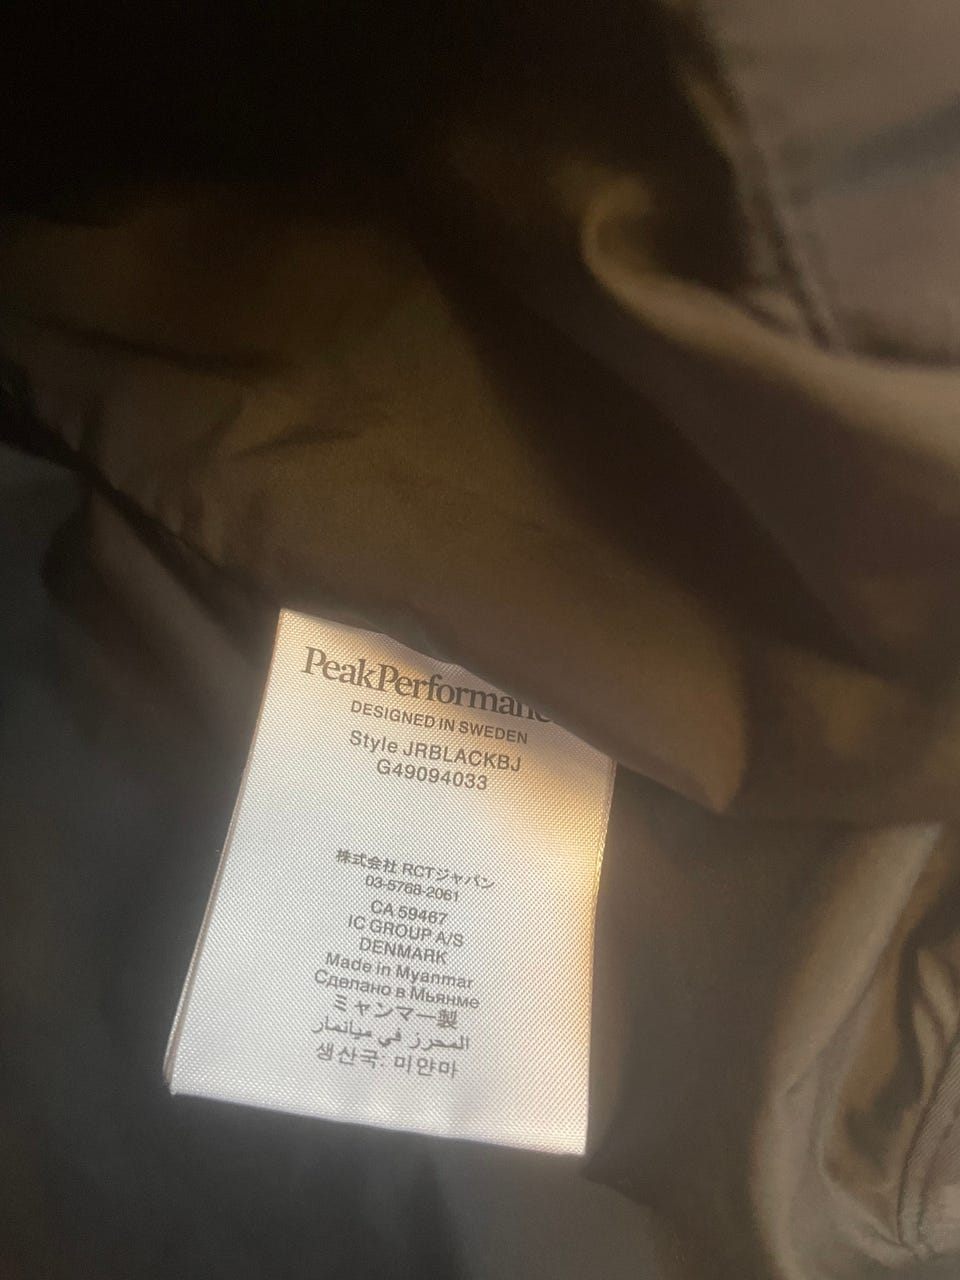 PeakPerformanc
DESIGNED IN SWEDEN
Style JRBLACKBJ
G49094033
株式会社 RCTジャパン
03-5768-2061
CA 59467
IC GROUP A/S
DENMARK
Made in Myanmar
Сделано в Мьянме
ミャンマー製
المحرز في ميانمار
생산국: 미얀마